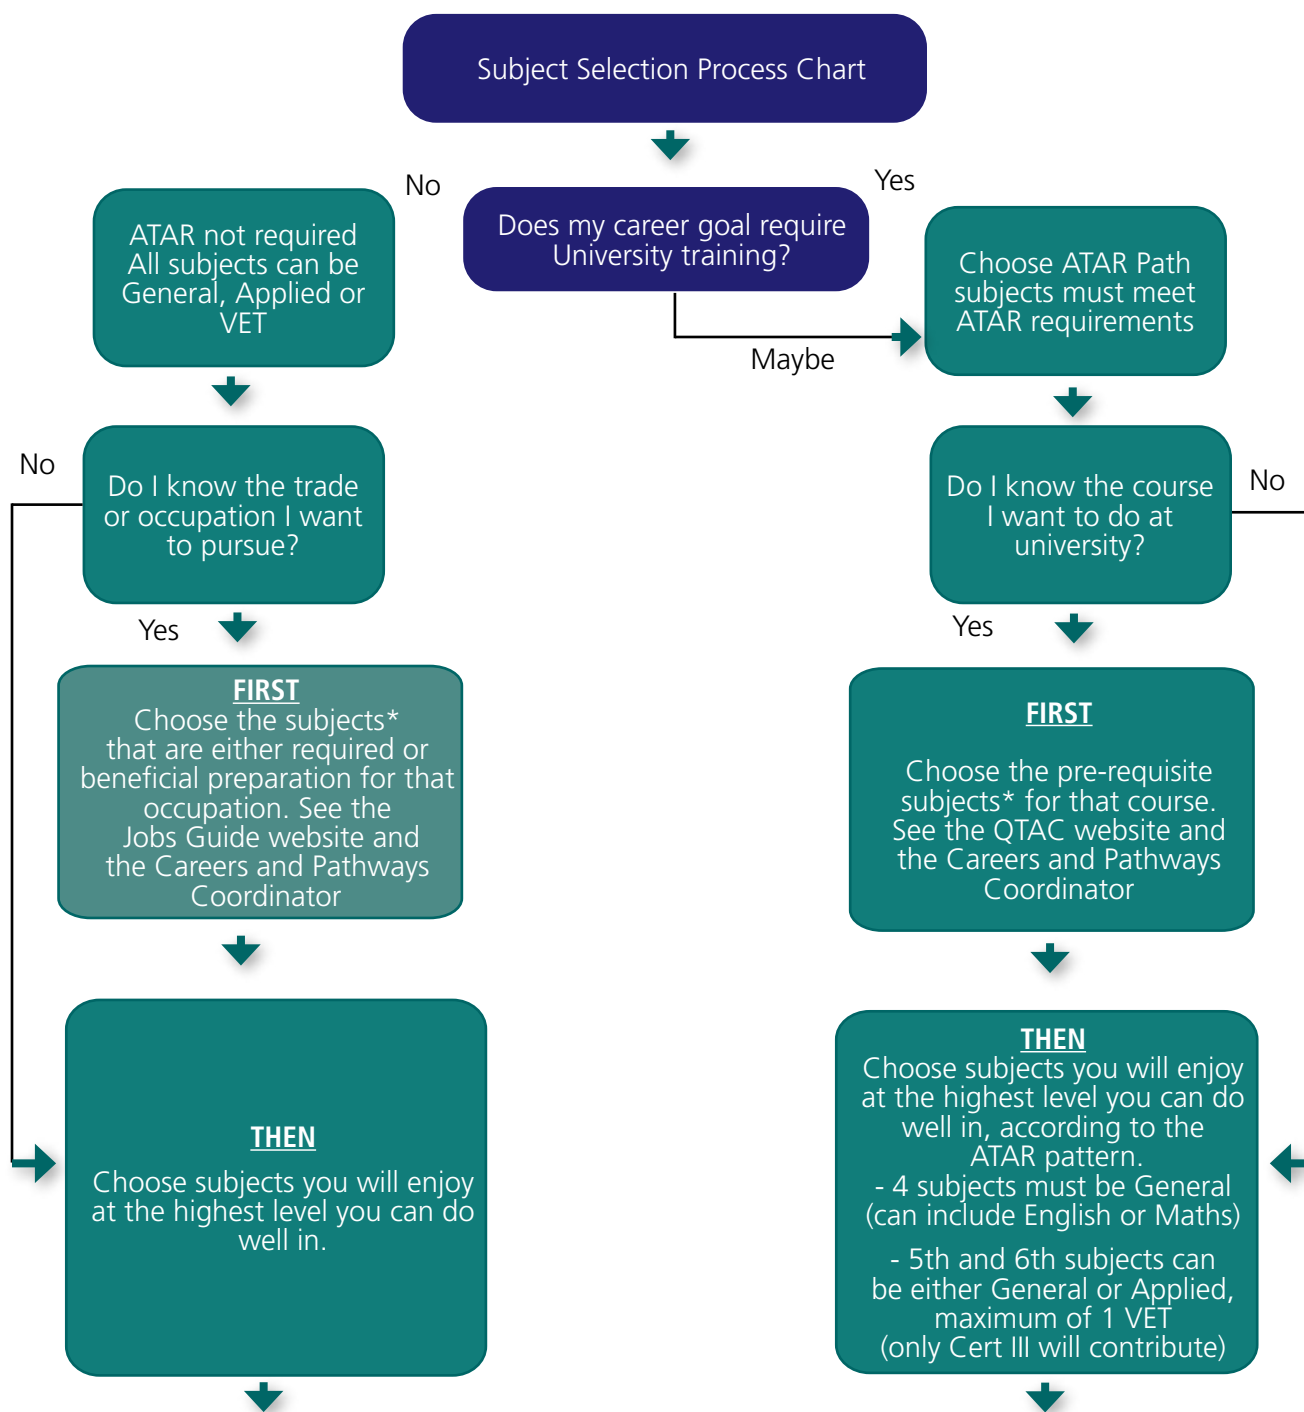 Subject Selection Process Chart
No
Yes
Does my career goal require
University training?
Maybe
ATAR not required
All subjects can be
General, Applied or
VET
Choose ATAR Path
subjects must meet
ATAR requirements
No
Do I know the trade
or occupation I want
to pursue?
Yes
Do I know the course
I want to do at
university?
No
Yes
FIRST
Choose the subjects*
that are either required or
beneficial preparation for that
occupation. See the
Jobs Guide website and
the Careers and Pathways
Coordinator
FIRST
Choose the pre-requisite
subjects* for that course.
See the QTAC website and
the Careers and Pathways
Coordinator
THEN
Choose subjects you will enjoy
at the highest level you can do
well in.
THEN
Choose subjects you will enjoy
at the highest level you can do
well in, according to the
ATAR pattern.
- 4 subjects must be General
(can include English or Maths)
- 5th and 6th subjects can
be either General or Applied,
maximum of 1 VET
(only Cert III will contribute)